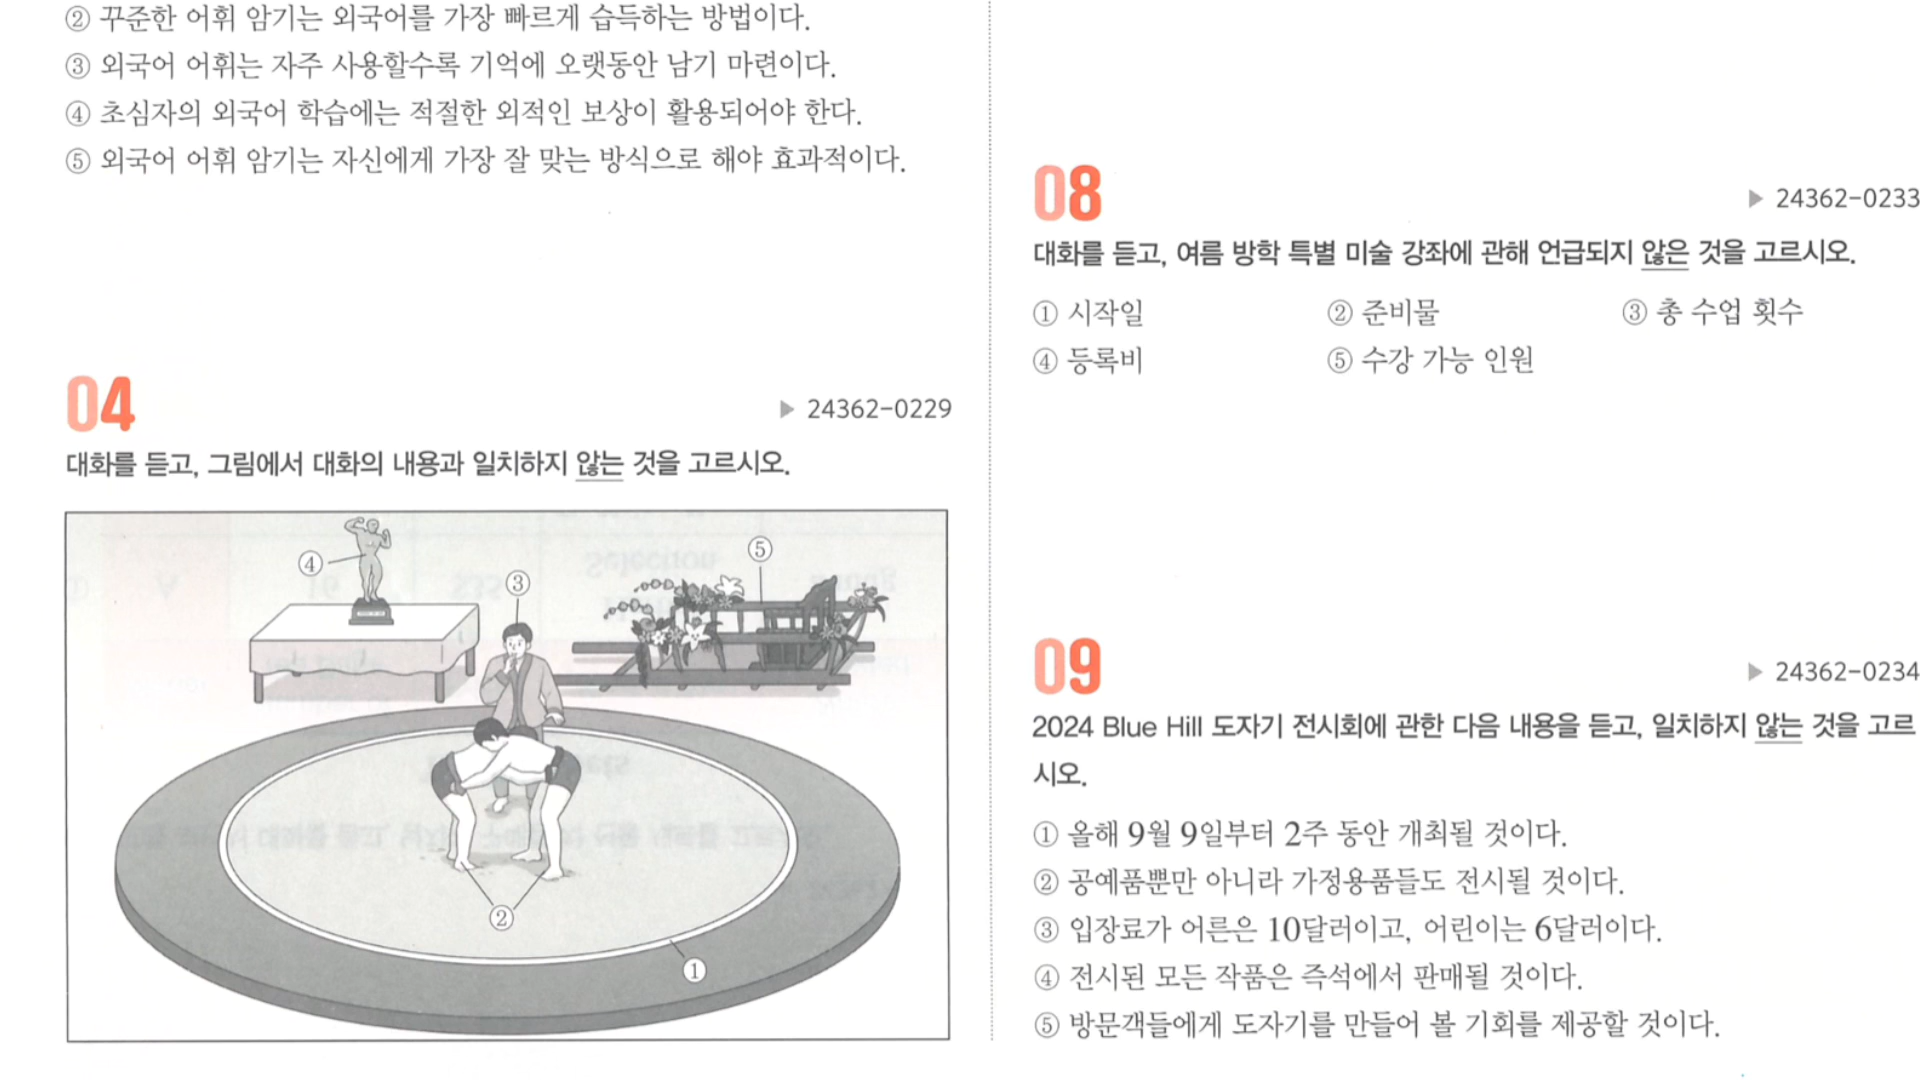 ② 꾸준한 어휘 암기는 외국어를 가장 빠르게 습득하는 방법이다.
③ 외국어 어휘는 자주 사용할수록 기억에 오랫동안 남기 마련이다.
④ 초심자의 외국어 학습에는 적절한 외적인 보상이 활용되어야 한다.
⑤ 외국어 어휘 암기는 자신에게 가장 잘 맞는 방식으로 해야 효과적이다.
04
▶ 24362-0229
대화를 듣고, 그림에서 대화의 내용과 일치하지 않는 것을 고르시오.
④
③
⑤
②
①
08
▶ 24362-0233
대화를 듣고, 여름 방학 특별 미술 강좌에 관해 언급되지 않은 것을 고르시오.
① 시작일 ② 준비물 ③ 총 수업 횟수
④ 등록비 ⑤ 수강 가능 인원
09
▶ 24362-0234
2024 Blue Hill 도자기 전시회에 관한 다음 내용을 듣고, 일치하지 않는 것을 고르
시오.
① 올해 9월 9일부터 2주 동안 개최될 것이다.
② 공예품뿐만 아니라 가정용품들도 전시될 것이다.
③ 입장료가 어른은 10달러이고, 어린이는 6달러이다.
④ 전시된 모든 작품은 즉석에서 판매될 것이다.
⑤ 방문객들에게 도자기를 만들어 볼 기회를 제공할 것이다.